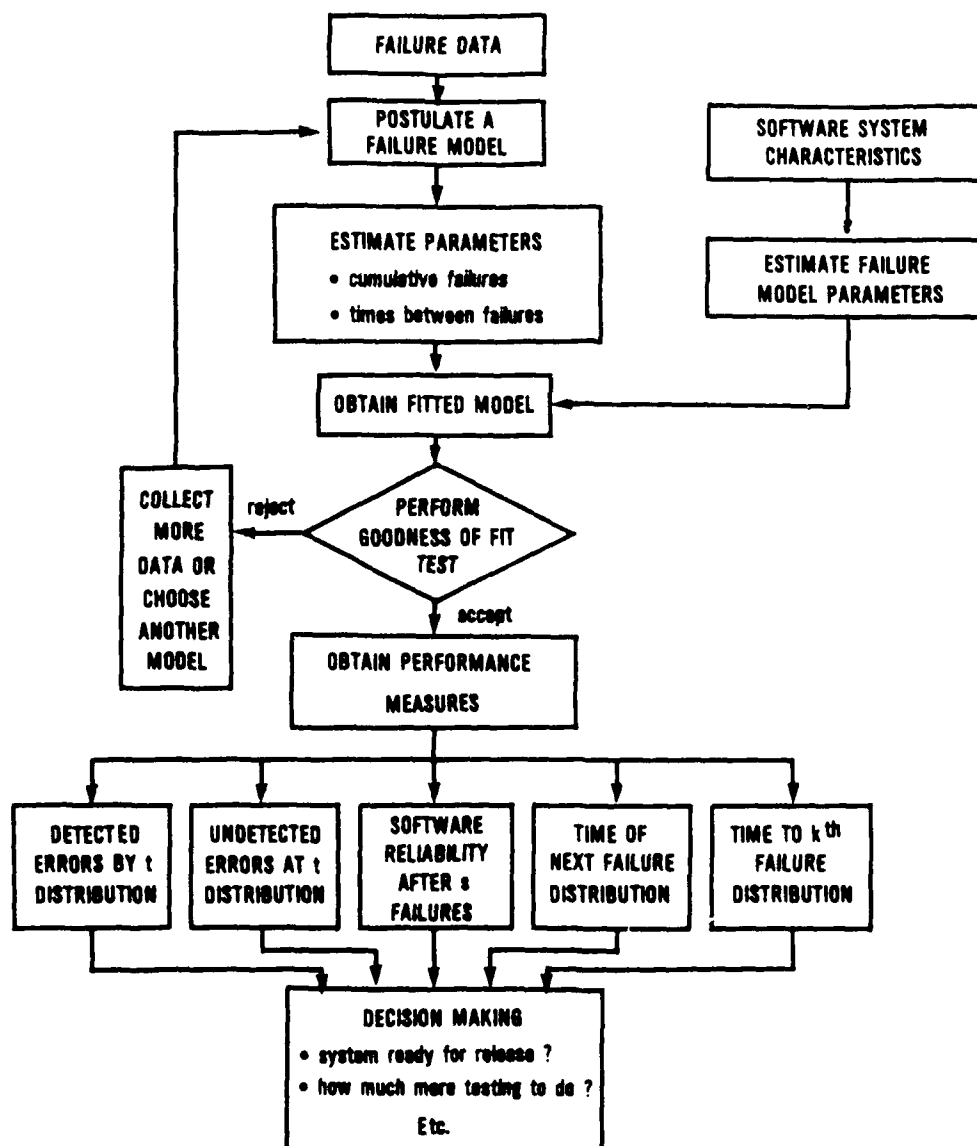 FAILURE DATA
POSTULATE A
FAILURE MODEL
SOFTWARE SYSTEM
CHARACTERISTICS
ESTIMATE PARAMETERS
• cumulative failures
• times between failures
ESTIMATE FAILURE
MODEL PARAMETERS
OBTAIN FITTED MODEL
COLLECT
MORE
DATA OR
CHOOSE
ANOTHER
MODEL
reject
PERFORM
GOODNESS OF FIT
TEST
accept
OBTAIN PERFORMANCE
MEASURES
DETECTED
ERRORS BY t
DISTRIBUTION
UNDETECTED
ERRORS AT t
DISTRIBUTION
SOFTWARE
RELIABILITY
AFTER s
FAILURES
TIME OF
NEXT FAILURE
DISTRIBUTION
TIME TO kth
FAILURE
DISTRIBUTION
DECISION MAKING
• system ready for release ?
• how much more testing to do ?
Etc.